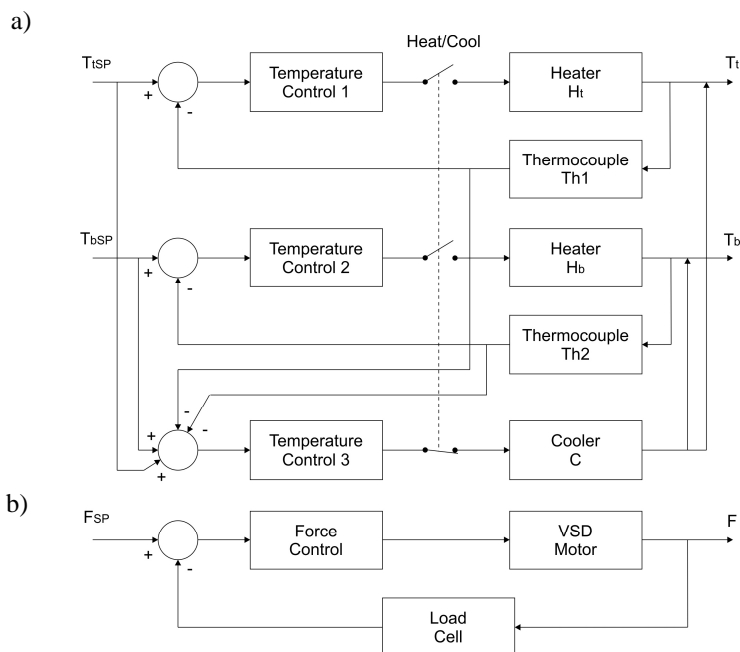 a)
Heat/Cool
TtSP
+
-
Temperature
Control 1
Heater
Ht
Tt
Thermocouple
Th1
TbSP
+
-
Temperature
Control 2
Heater
Hb
Tb
Thermocouple
Th2
-
-
+
+
Temperature
Control 3
Cooler
C
b)
FSP
+
-
Force
Control
VSD
Motor
F
Load
Cell